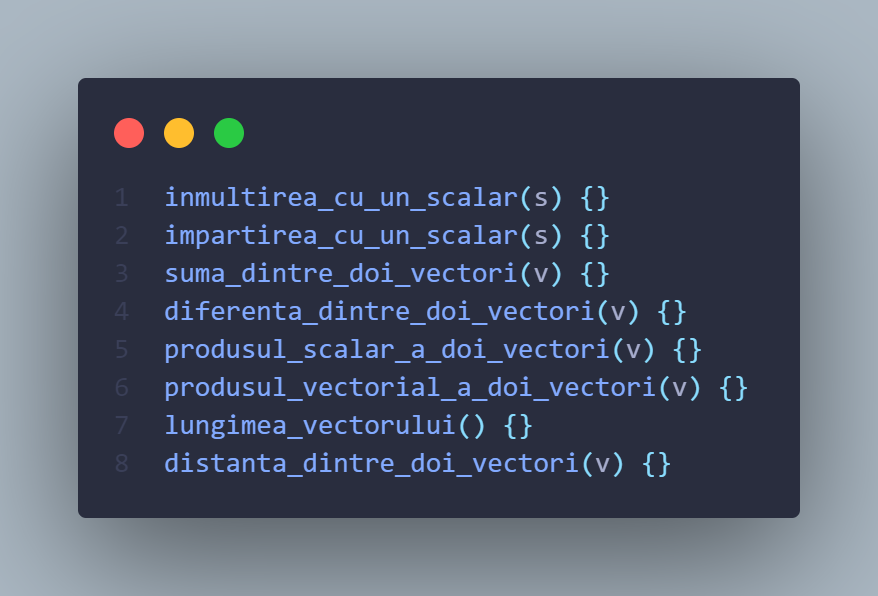 1 inmultirea_cu_un_scalar(s) {}
2 impartirea_cu_un_scalar(s) {}
3 suma_dintre_doi_vectori(v) {}
4 diferenta_dintre_doi_vectori(v) {}
5 produsul_scalar_a_doi_vectori(v) {}
6 produsul_vectorial_a_doi_vectori(v) {}
7 lungimea_vectorului() {}
8 distanta_dintre_doi_vectori(v) {}